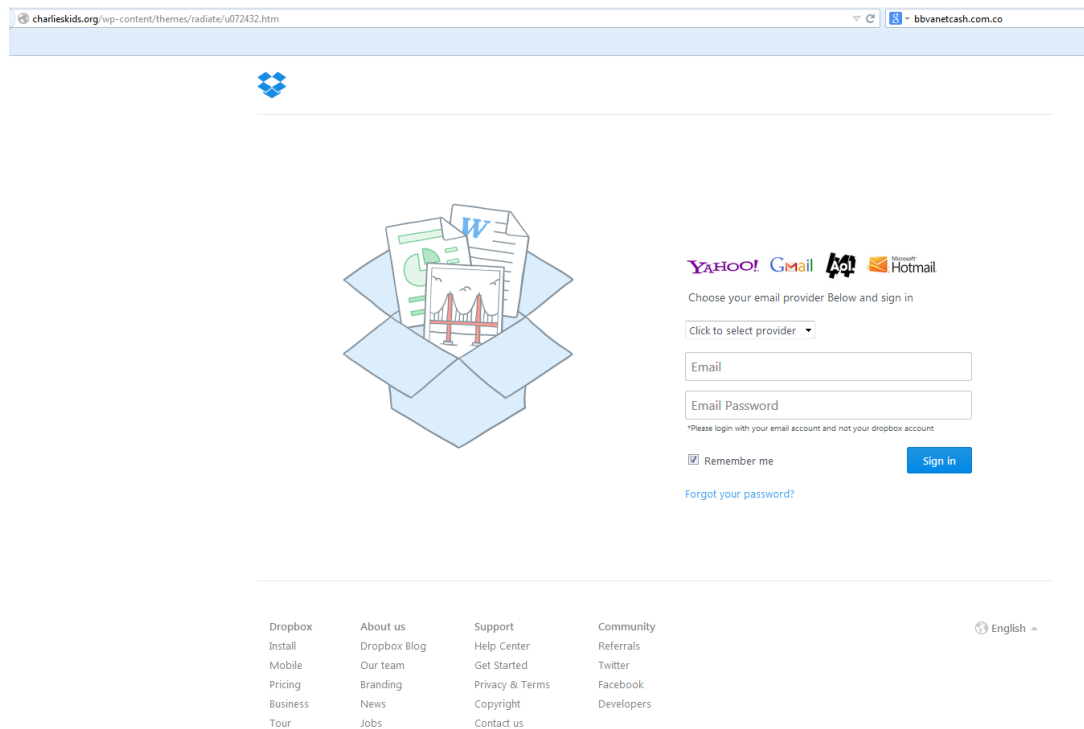 charlieskids.org/wp-content/themes/radiate/u072432.htm
8 bbvanetcash.com.co
W
YAHOO! Gmail Aol! Microsoft Hotmail
Choose your email provider Below and sign in
Click to select provider
Email
Email Password
*Please login with your email account and not your dropbox account
Remember me
Sign in
Forgot your password?
Dropbox About us Support Community
English
Install Dropbox Blog Help Center Referrals
Mobile Our team Get Started Twitter
Pricing Branding Privacy & Terms Facebook
Business News Copyright Developers
Tour Jobs Contact us